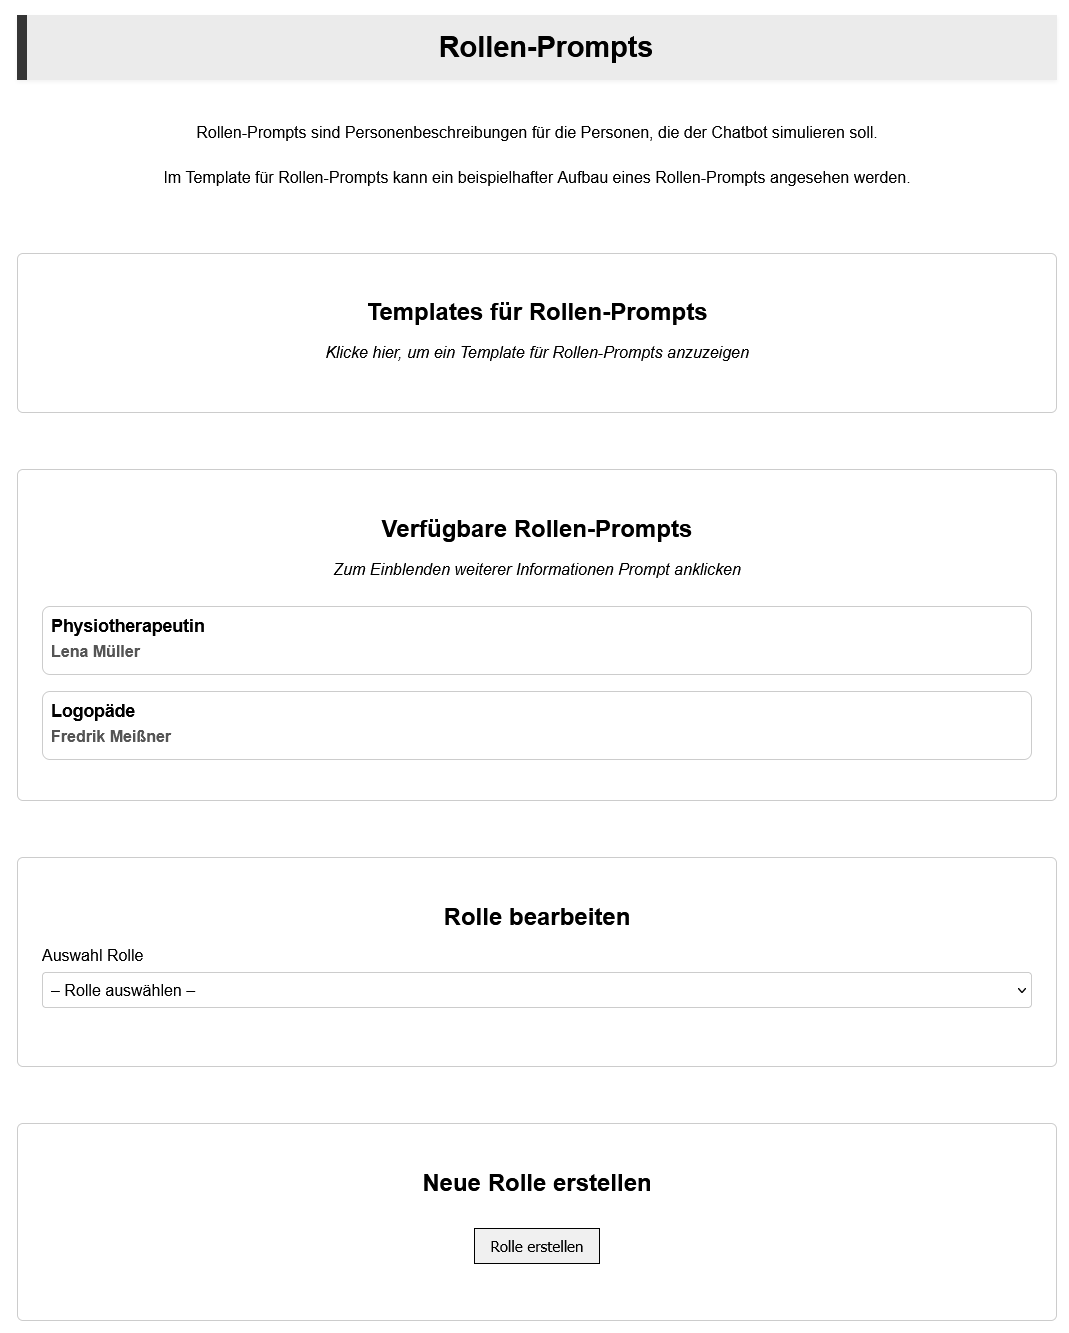 Rollen-Prompts
Rollen-Prompts sind Personenbeschreibungen für die Personen, die der Chatbot simulieren soll.
Im Template für Rollen-Prompts kann ein beispielhafter Aufbau eines Rollen-Prompts angesehen werden.
Templates für Rollen-Prompts
Klicke hier, um ein Template für Rollen-Prompts anzuzeigen
Verfügbare Rollen-Prompts
Zum Einblenden weiterer Informationen Prompt anklicken
Physiotherapeutin
Lena Müller
Logopäde
Fredrik Meißner
Rolle bearbeiten
Auswahl Rolle
– Rolle auswählen –
Neue Rolle erstellen
Rolle erstellen